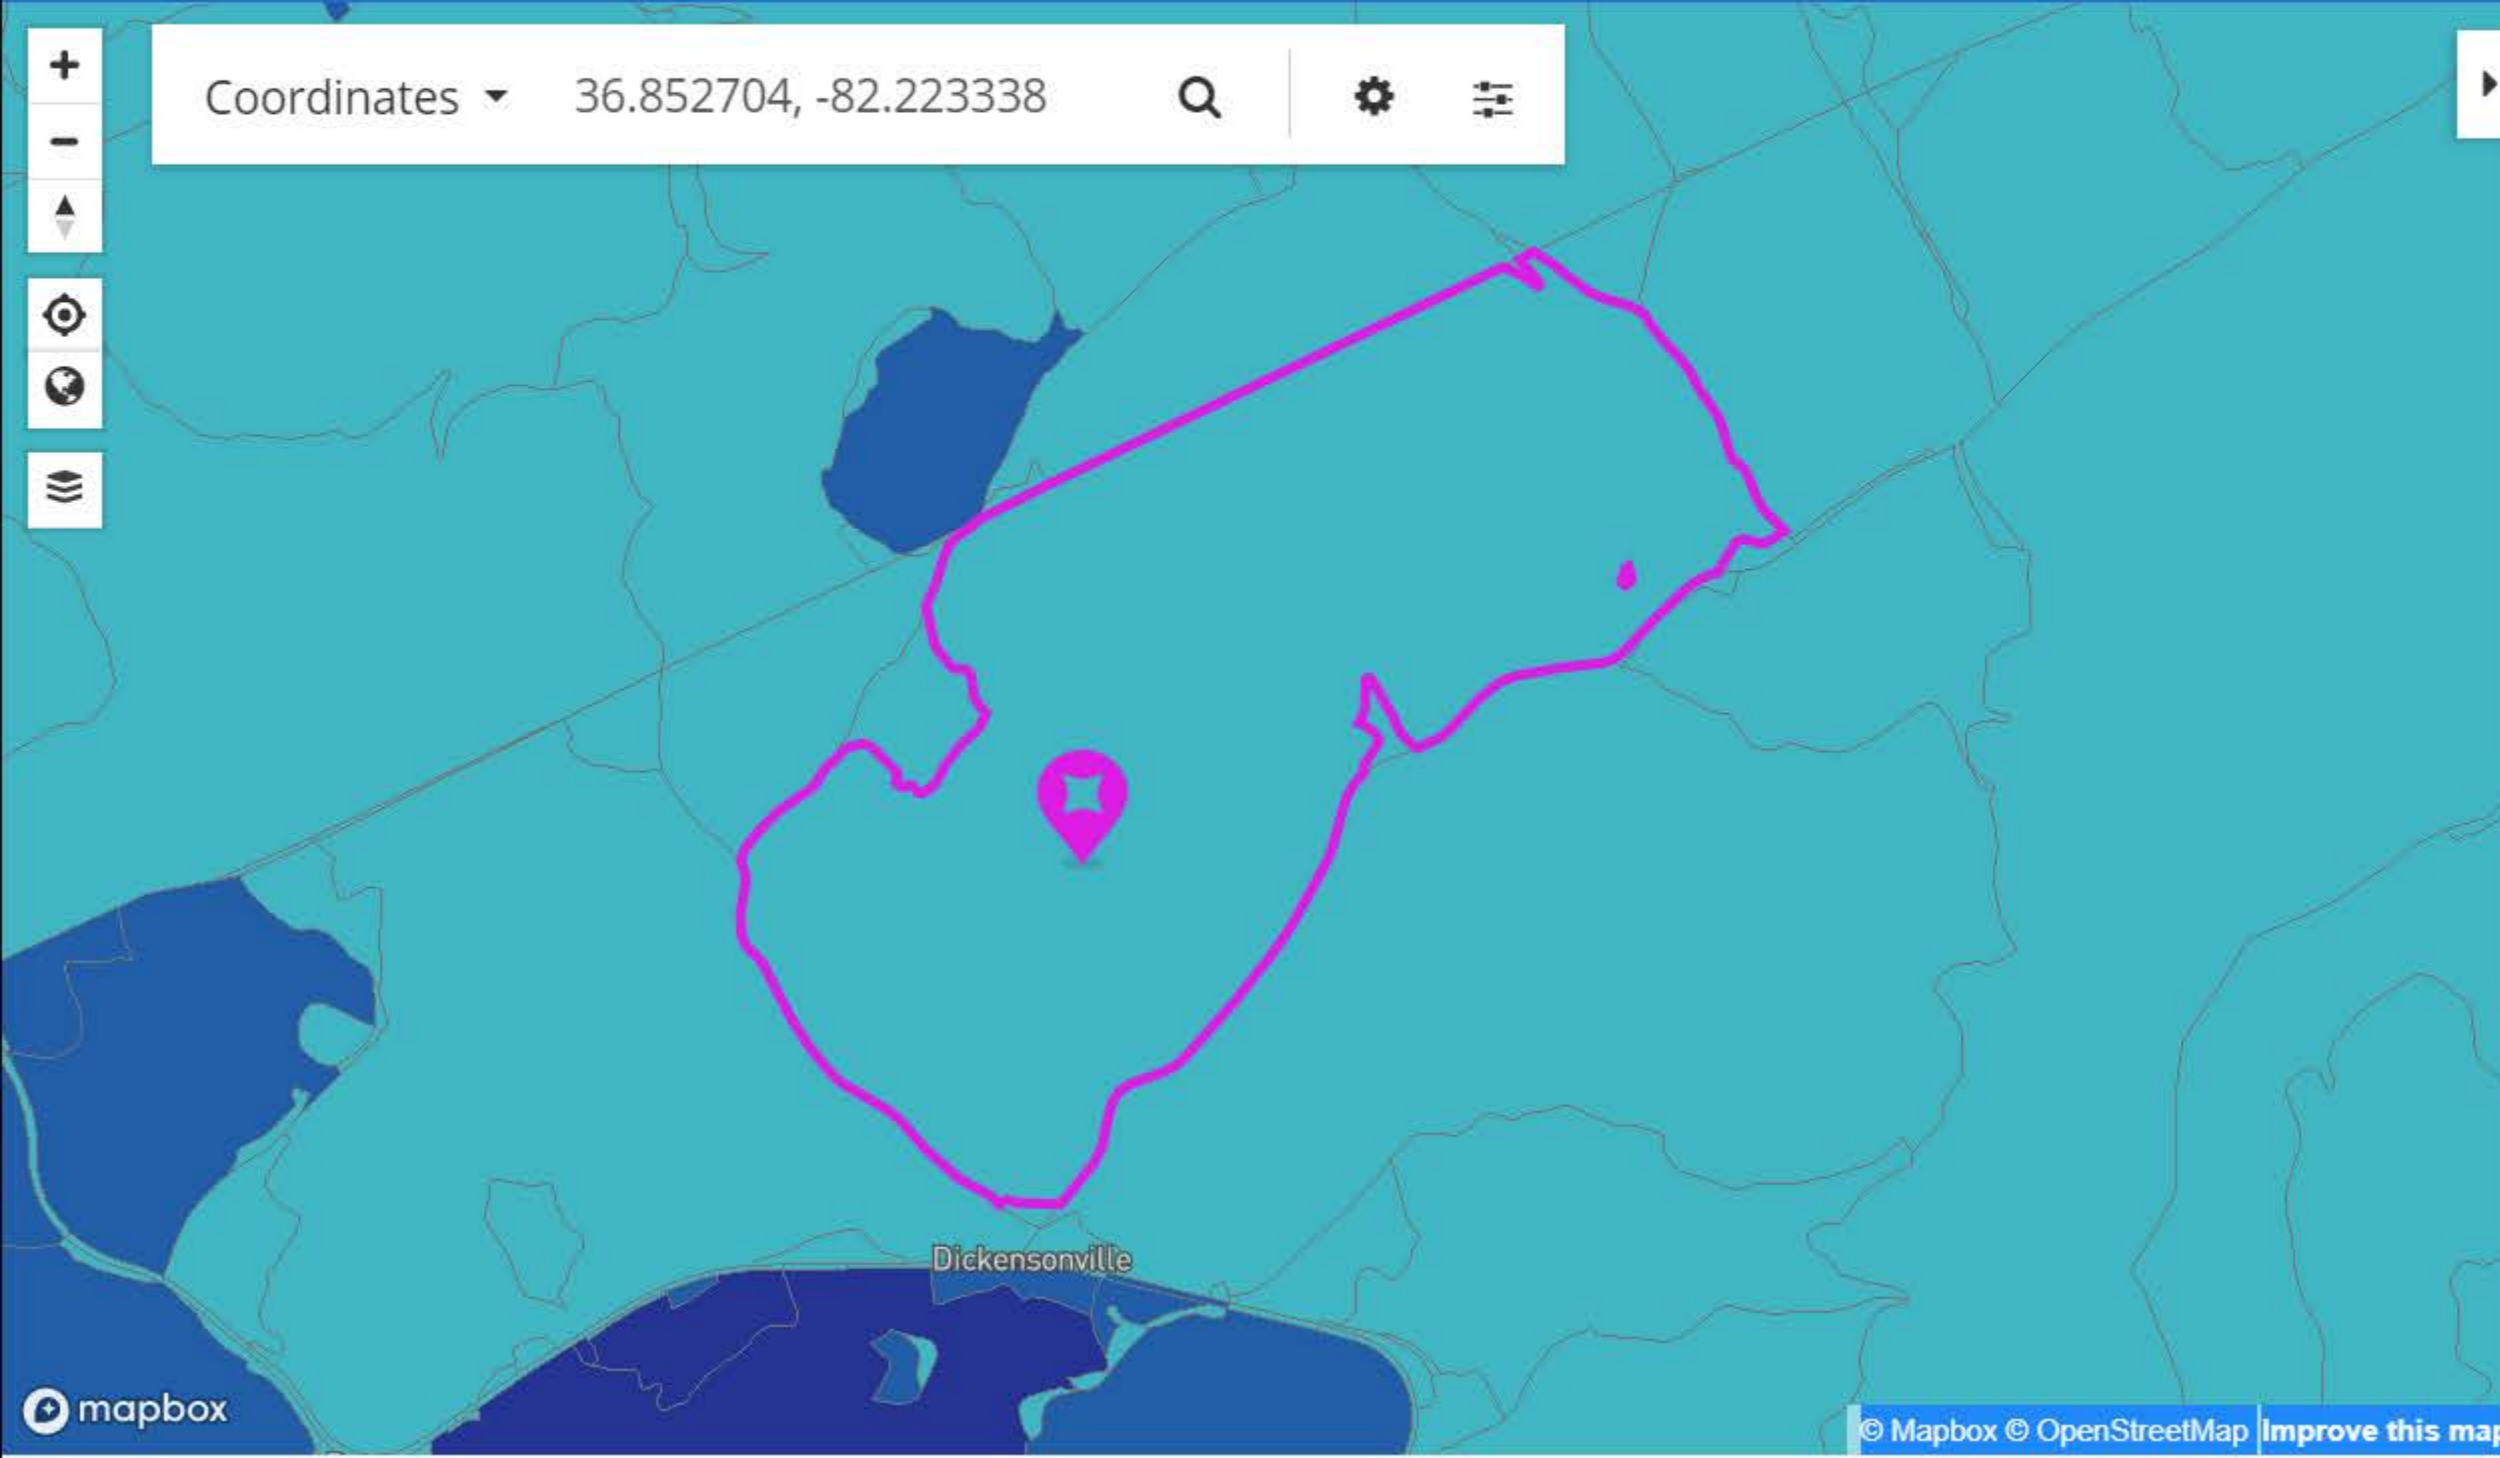 Coordinates 36.852704, -82.223338
Dickensonville
mapbox
© Mapbox © OpenStreetMap Improve this map